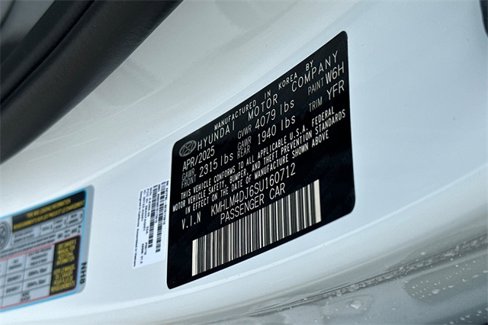 MANUFACTURED IN KOREA BY
HYUNDAI MOTOR COMPANY
APR/2025 GVWR 4079 lbs PAINT W6H
GAWR FRONT 2315 lbs GAWR REAR 1940 lbs TRIM YFR
THIS VEHICLE CONFORMS TO ALL APPLICABLE U.S.A. FEDERAL
MOTOR VEHICLE SAFETY, BUMPER, AND THEFT PREVENTION STANDARDS
IN EFFECT ON THE DATE OF MANUFACTURE SHOWN ABOVE.
V.I.N KMHLM4DJ6SU160712
PASSENGER CAR